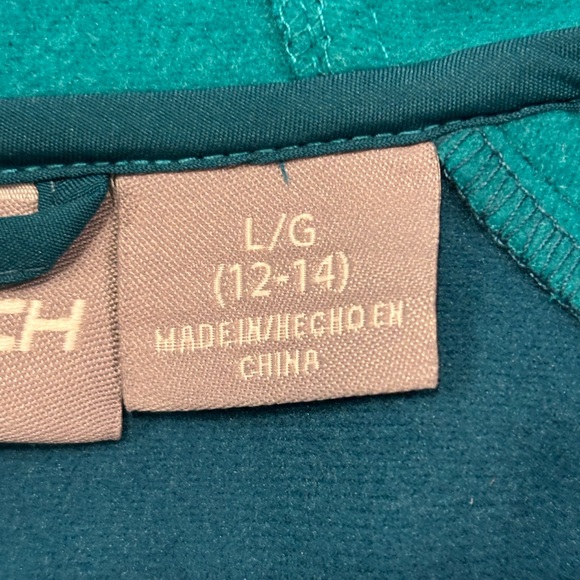 CH
L/G
(12-14)
MADE IN/HECHO EN
CHINA